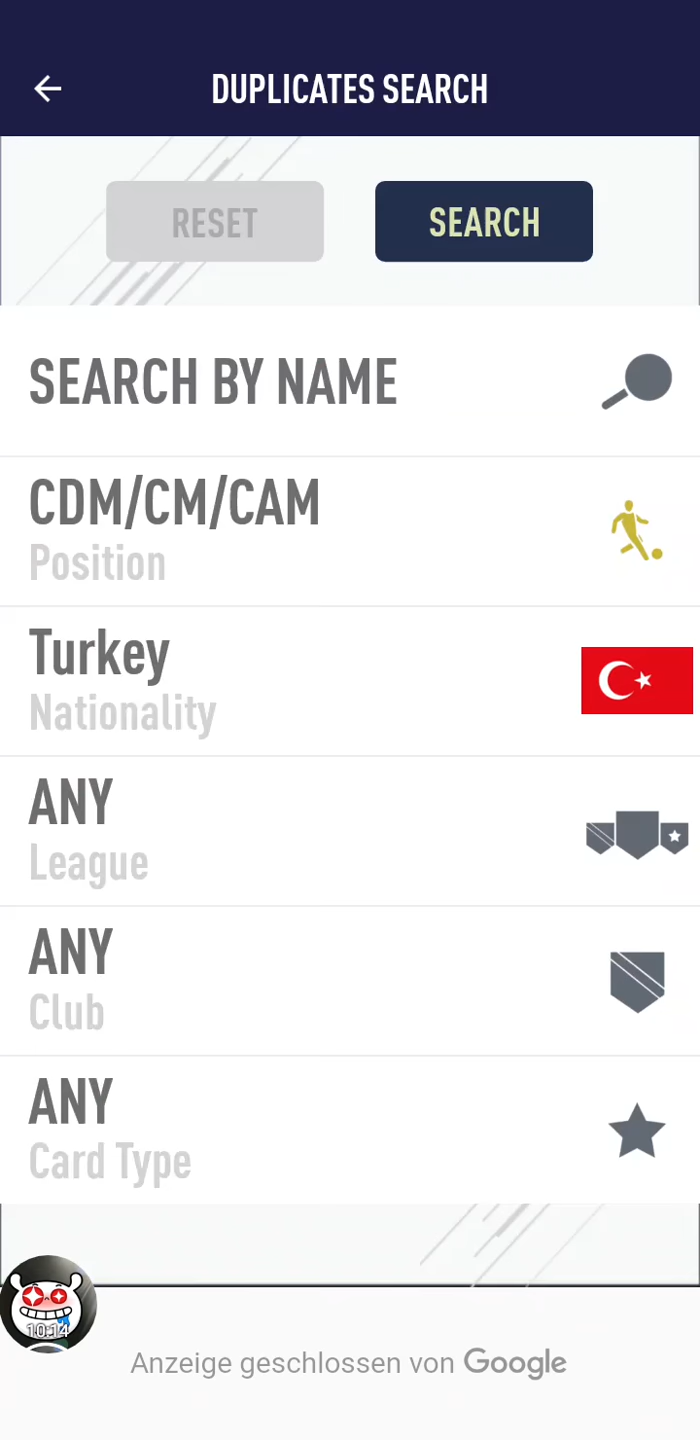 DUPLICATES SEARCH
RESET
SEARCH
SEARCH BY NAME
CDM/CM/CAM
Position
Turkey
Nationality
ANY
League
ANY
Club
ANY
Card Type
10:14
Anzeige geschlossen von Google